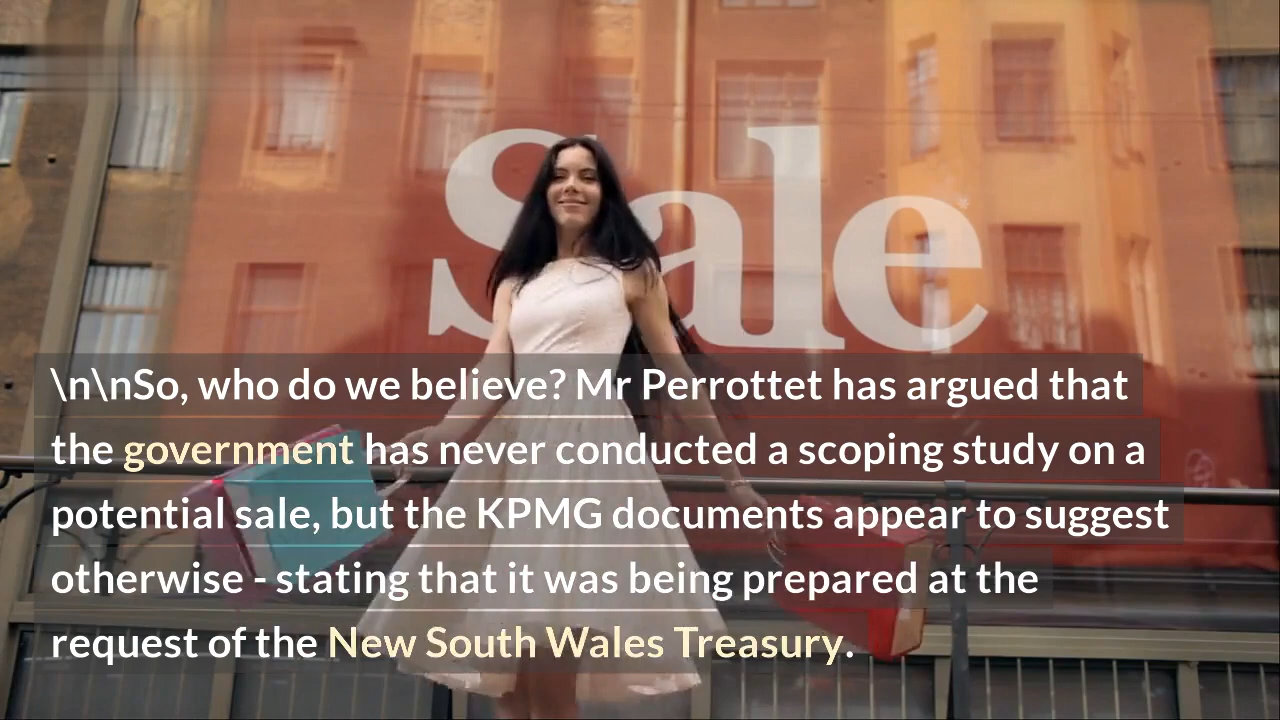 Sale
\n\nSo, who do we believe? Mr Perrottet has argued that
the government has never conducted a scoping study on a
potential sale, but the KPMG documents appear to suggest
otherwise - stating that it was being prepared at the
request of the New South Wales Treasury.